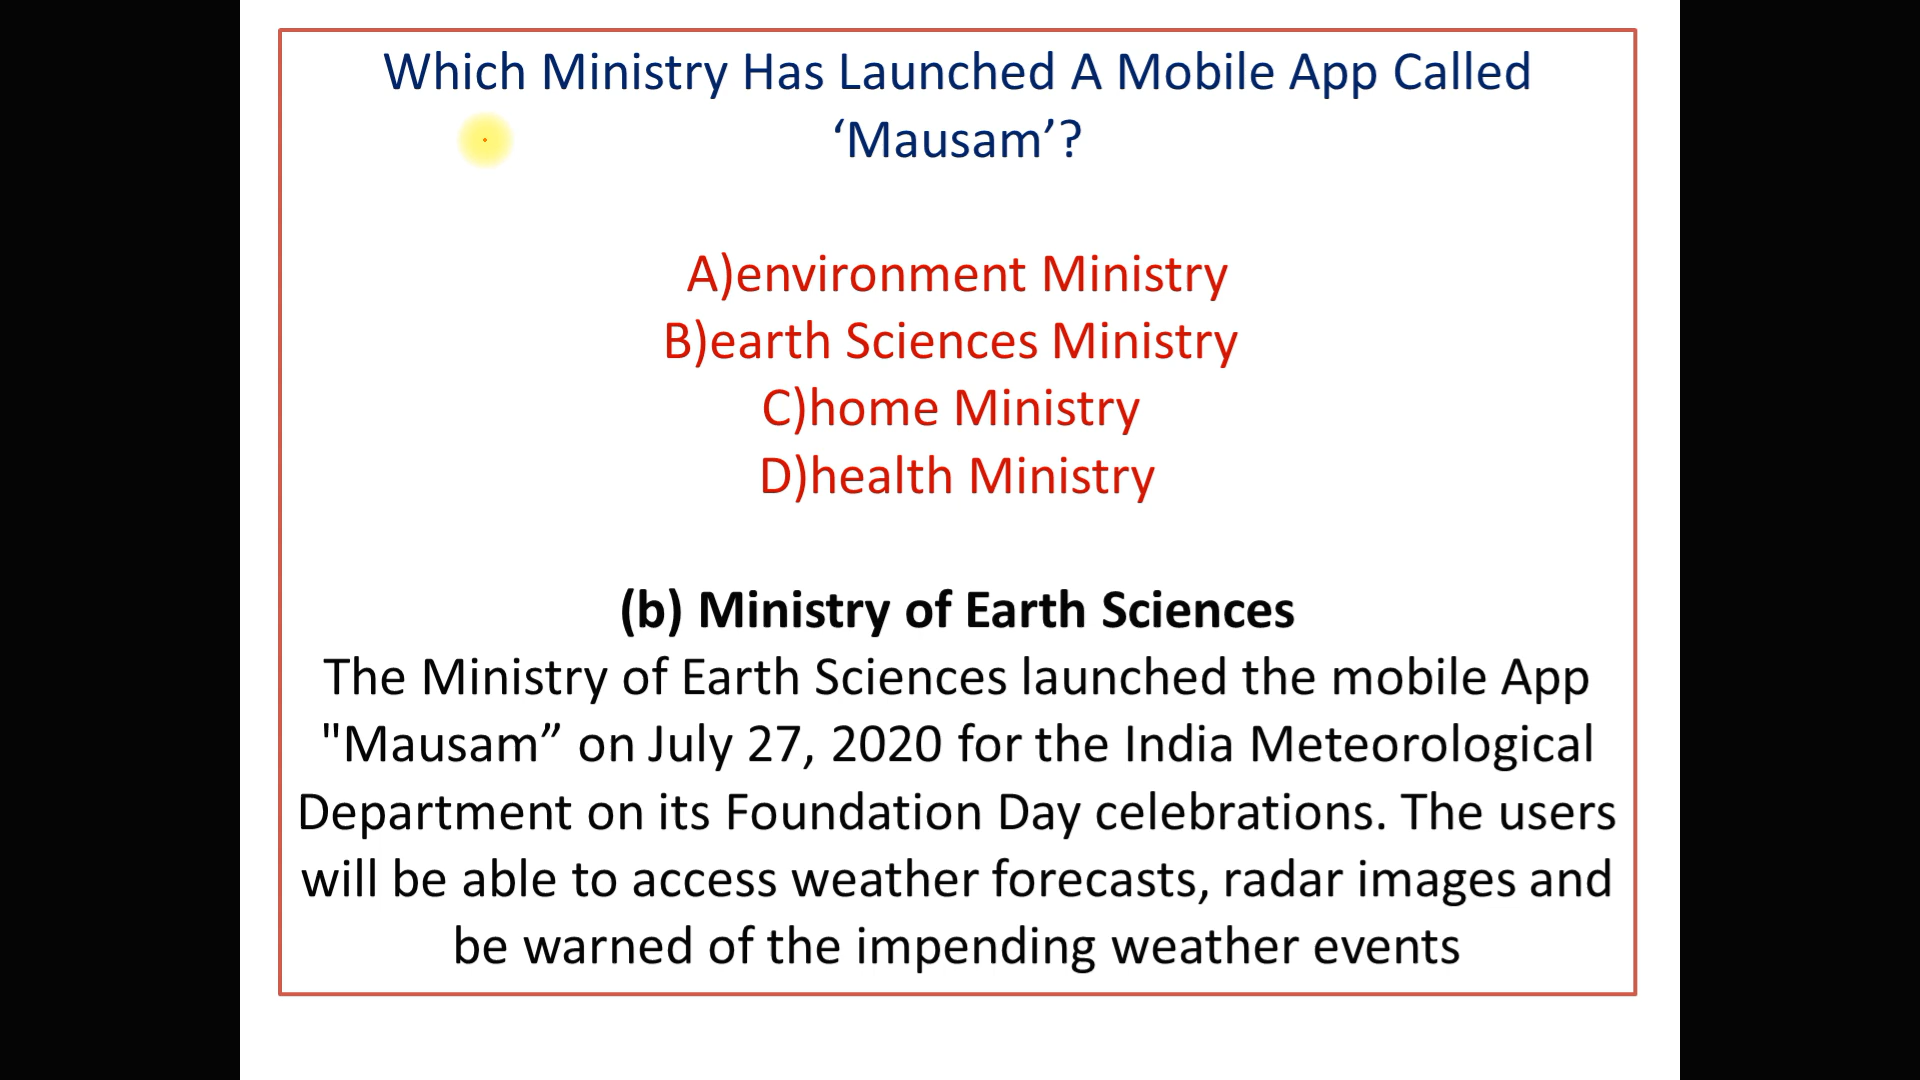 Which Ministry Has Launched A Mobile App Called
‘Mausam’?
A)environment Ministry
B)earth Sciences Ministry
C)home Ministry
D)health Ministry
(b) Ministry of Earth Sciences
The Ministry of Earth Sciences launched the mobile App
"Mausam” on July 27, 2020 for the India Meteorological
Department on its Foundation Day celebrations. The users
will be able to access weather forecasts, radar images and
be warned of the impending weather events